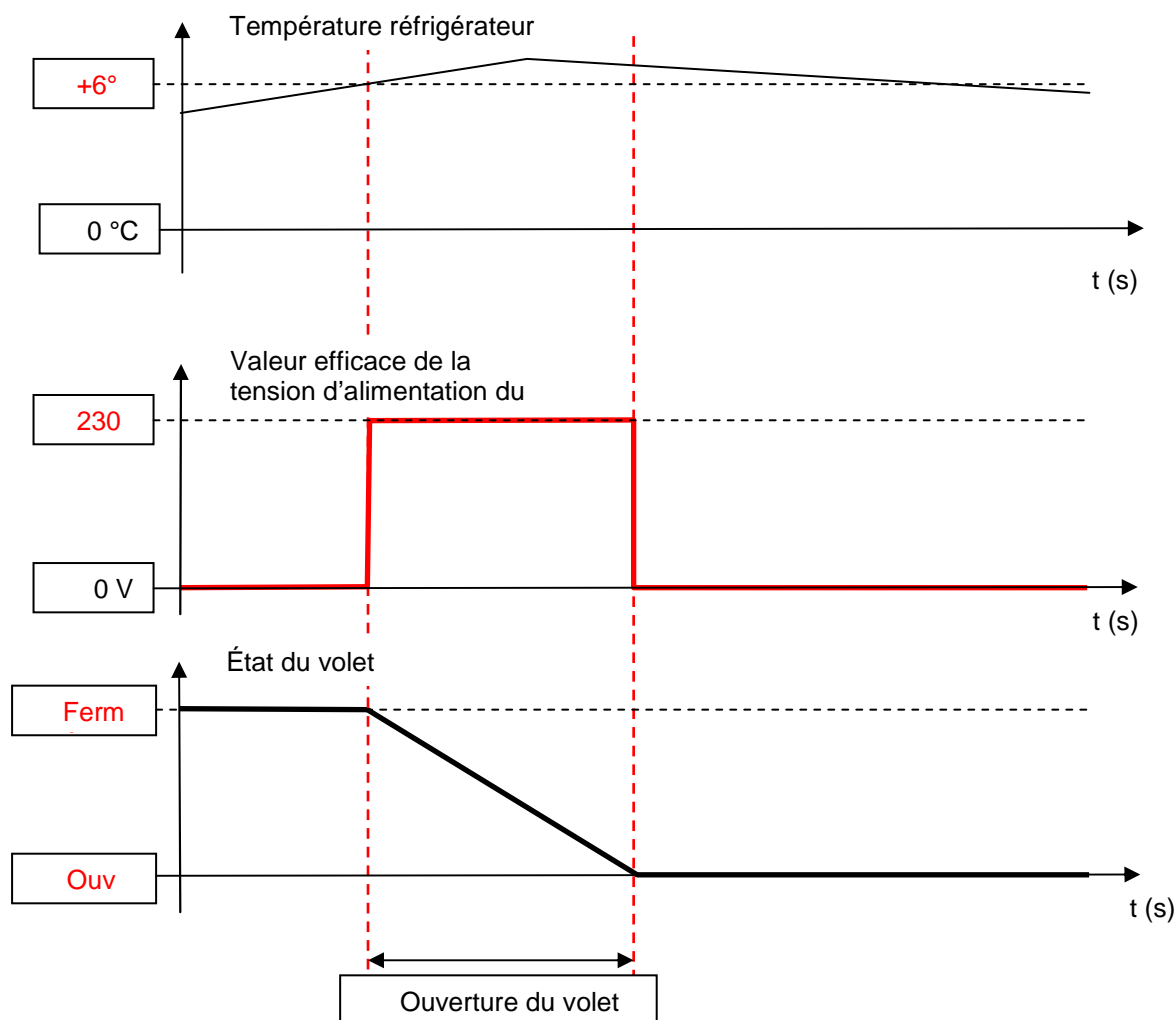 Température réfrigérateur
+6°
0 °C
t (s)
Valeur efficace de la
tension d'alimentation du
230
0 V
t (s)
État du volet
Ferm
Ouv
t (s)
Ouverture du volet